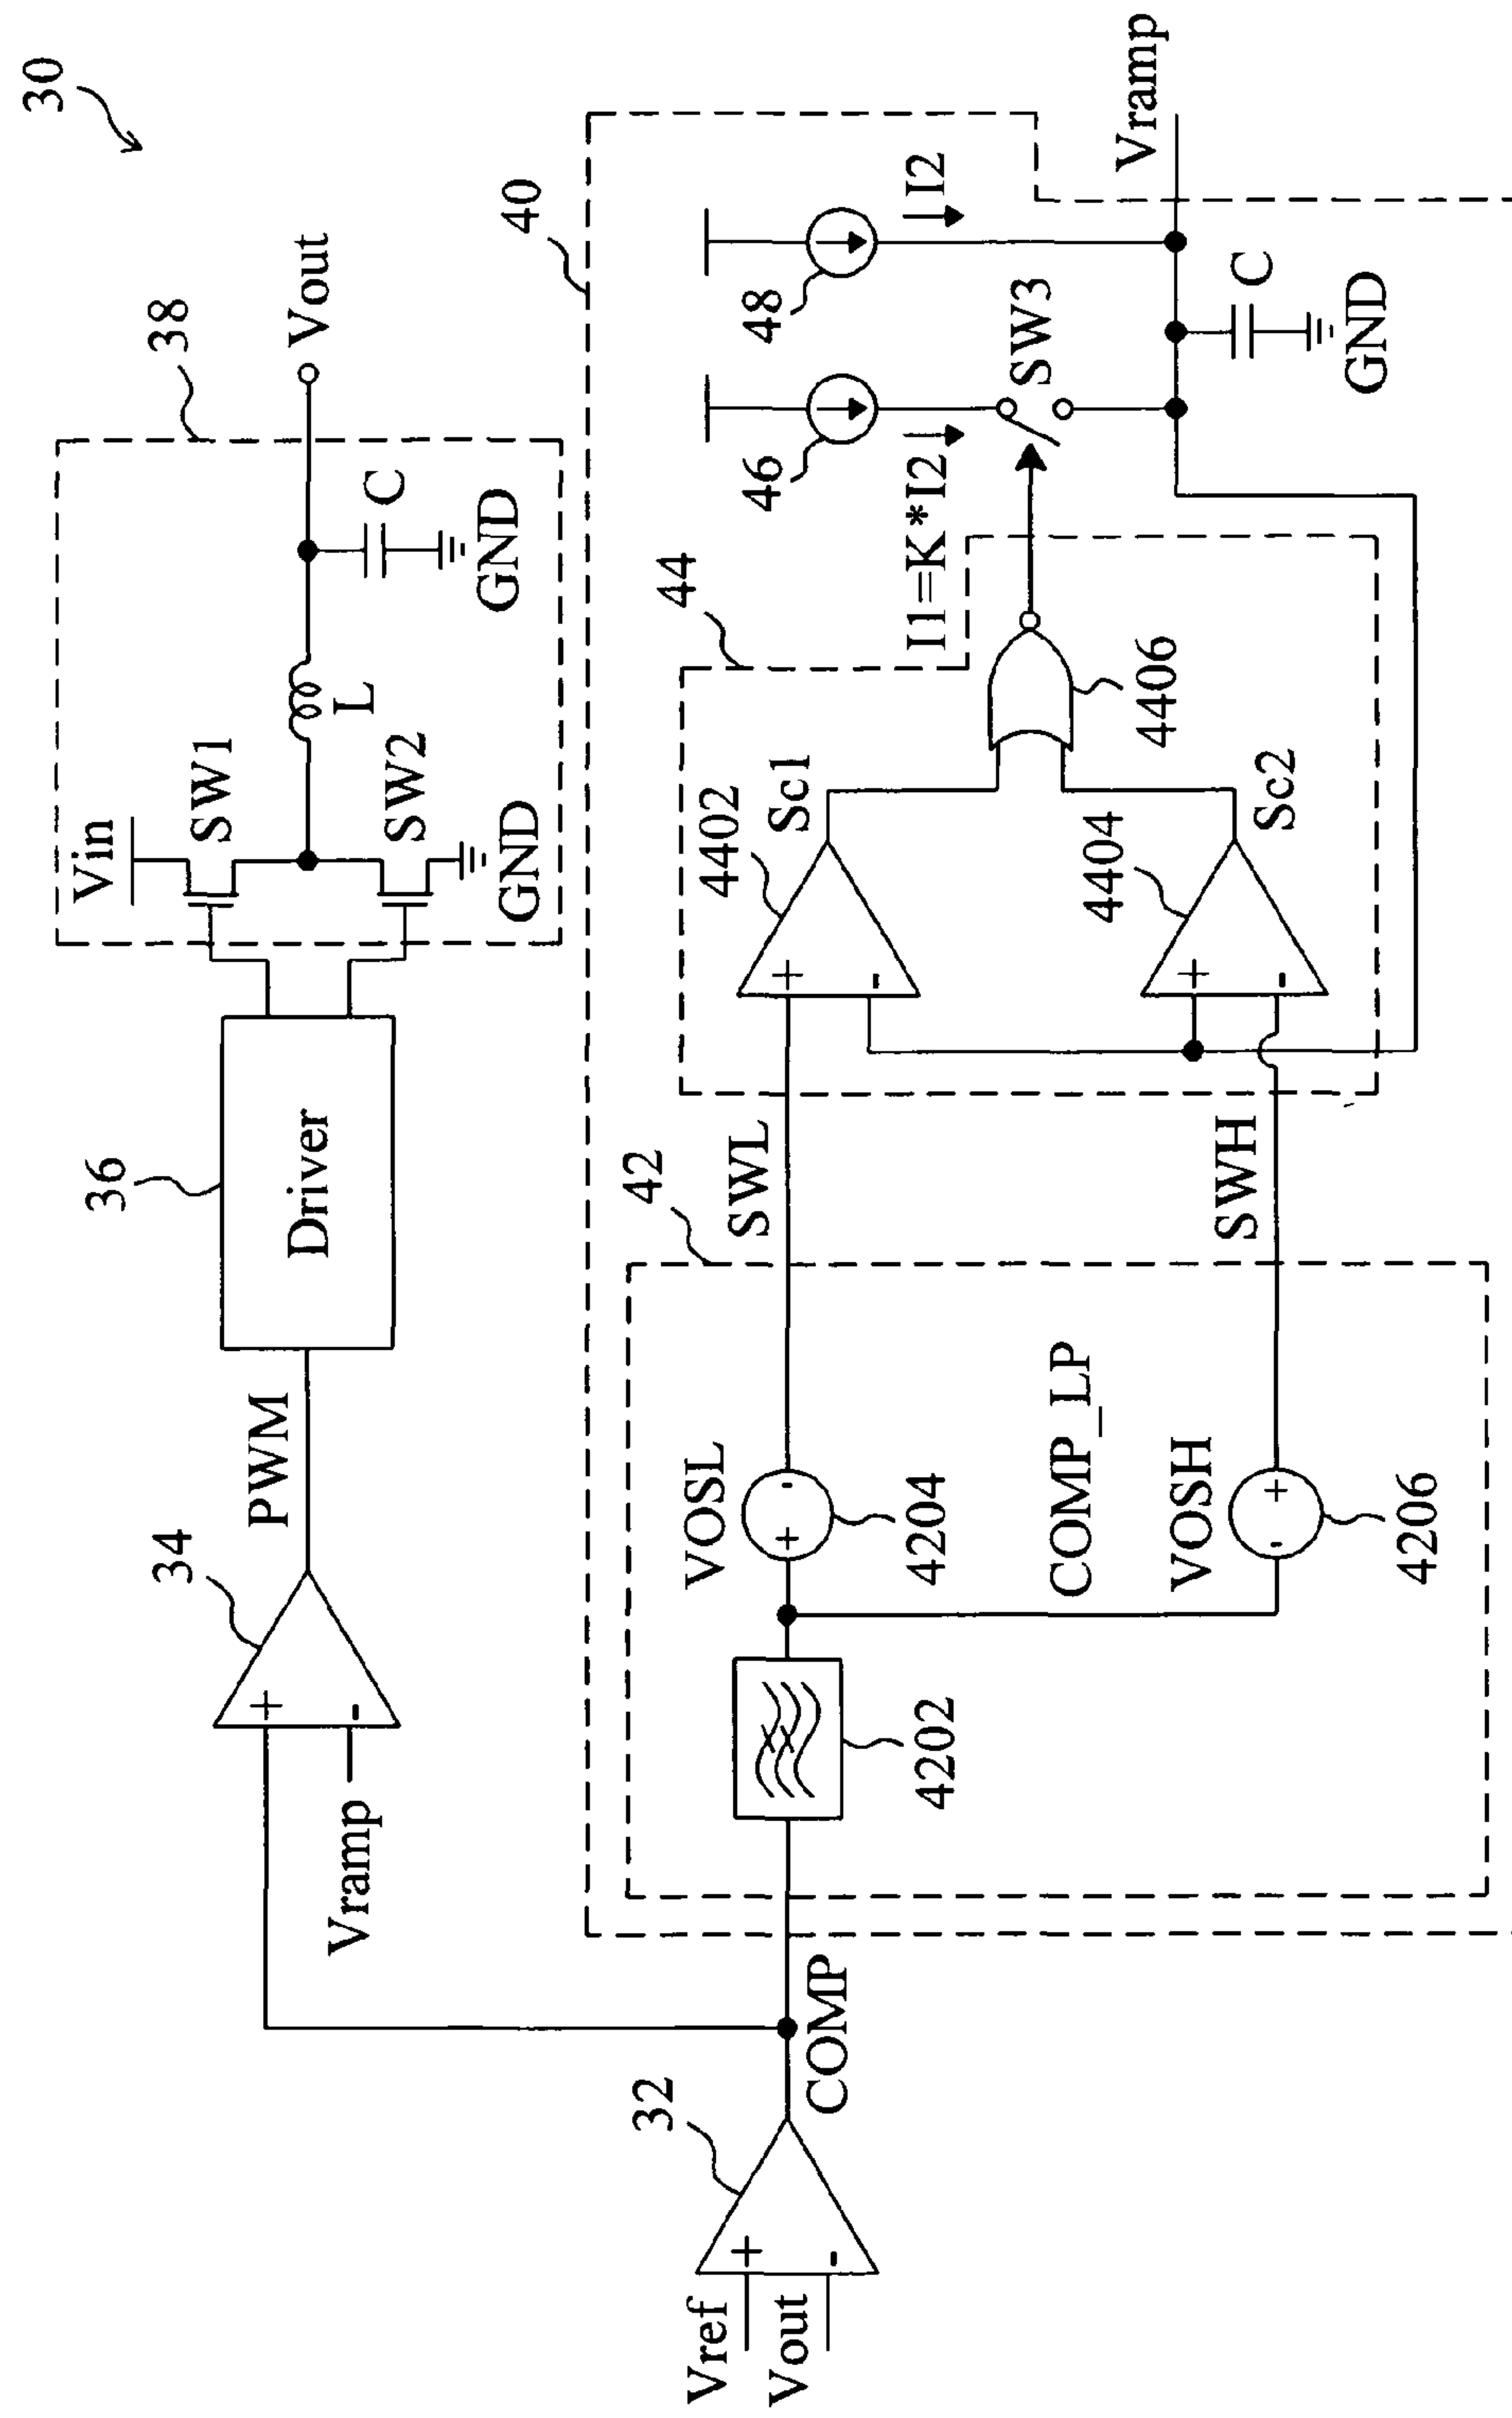 30
34
PWM
36
Driver
Vramp
+
-
Vin
SW1
SW2
GND
L
C
GND
38
Vout
40
32
Vref
Vout
+
-
COMP
42
4202
VOSL
+
-
4204
COMP_LP
VOSH
-
+
4206
SWL
SWH
44
4402
+
-
Sc1
4404
+
-
Sc2
4406
I1=K*I2
46
48
I2
SW3
C
GND
Vramp